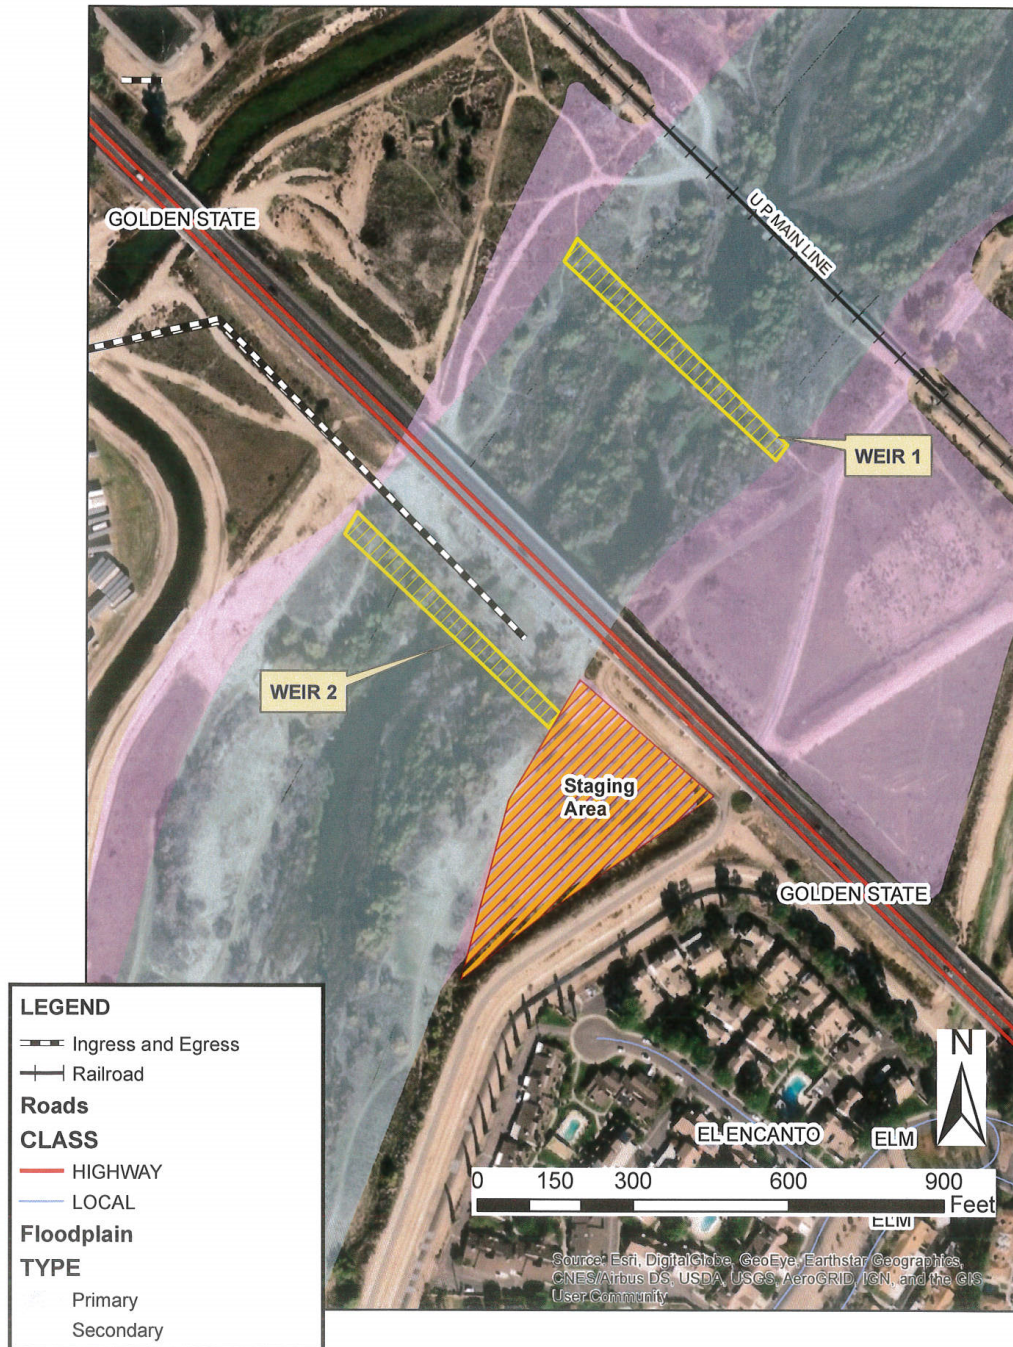 GOLDEN STATE
U P MAIN LINE
WEIR 1
WEIR 2
Staging
Area
GOLDEN STATE
LEGEND
Ingress and Egress
Railroad
Roads
CLASS
HIGHWAY
LOCAL
Floodplain
TYPE
Primary
Secondary
N
EL ENCANTO
ELM
0 150 300 600 900
Feet
ELM
Source: Esri, DigitalGlobe, GeoEye, Earthstar Geographics,
CNES/Airbus DS, USDA, USGS, AeroGRID, IGN, and the GIS
User Community